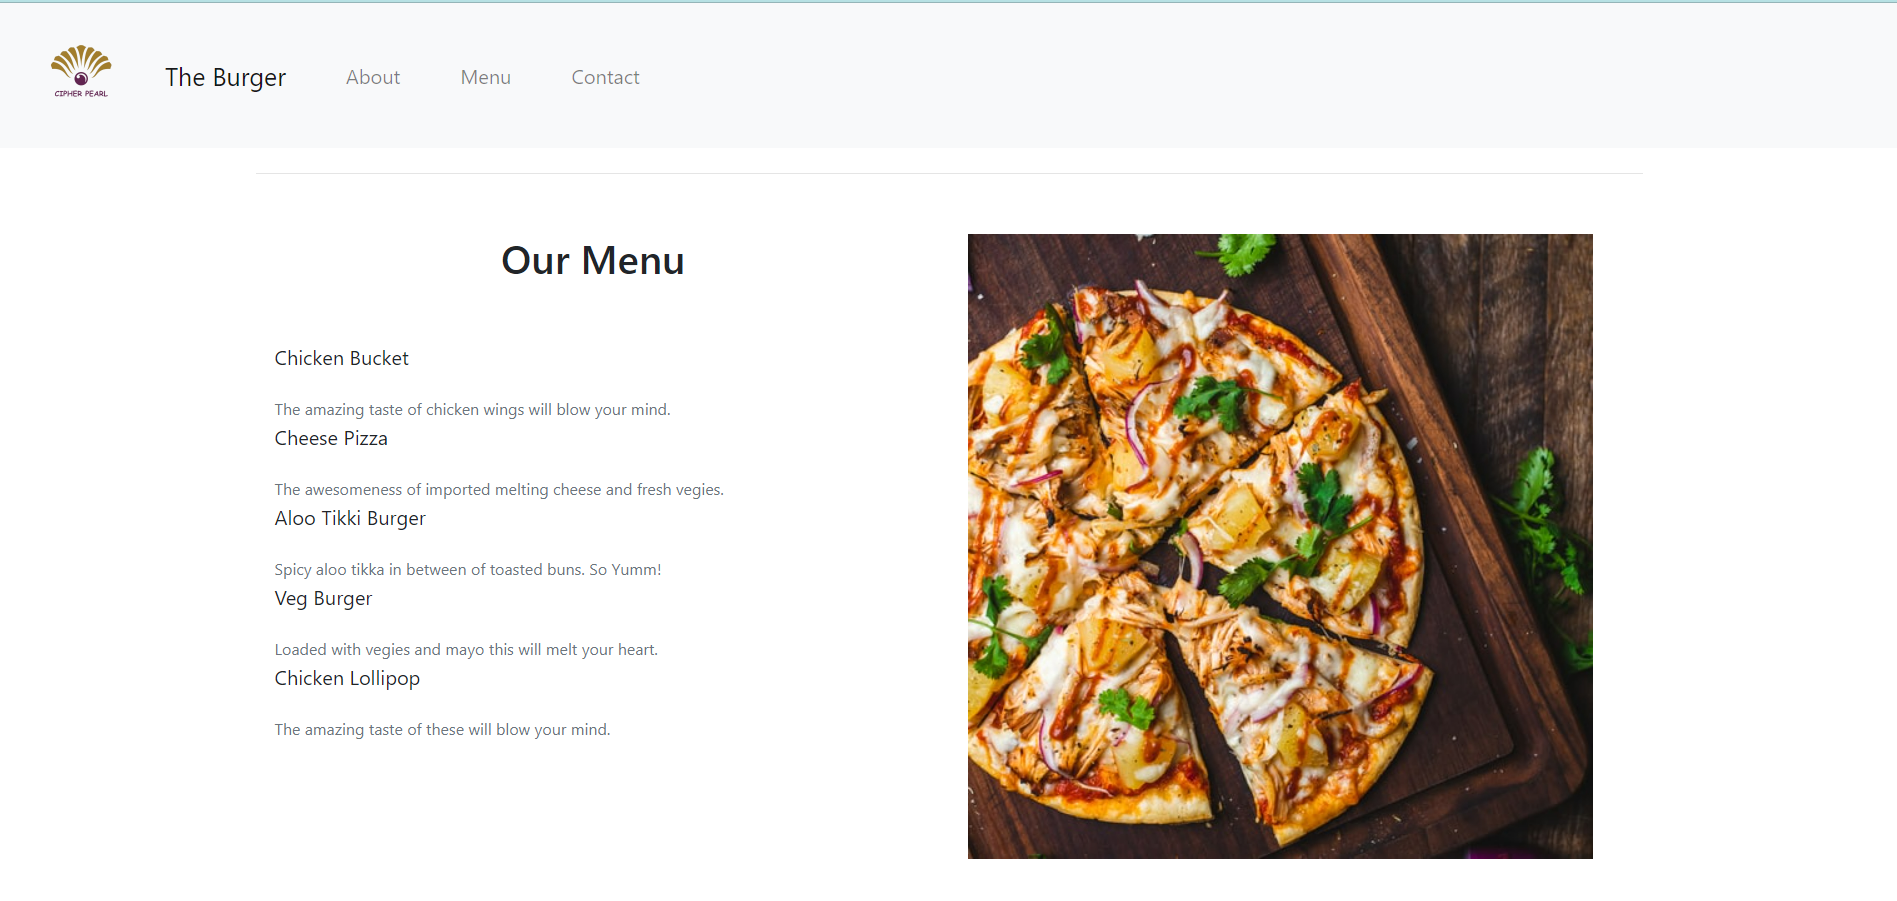 CIPHER PEARL
The Burger About Menu Contact
Our Menu
Chicken Bucket
The amazing taste of chicken wings will blow your mind.
Cheese Pizza
The awesomeness of imported melting cheese and fresh vegies.
Aloo Tikki Burger
Spicy aloo tikka in between of toasted buns. So Yumm!
Veg Burger
Loaded with vegies and mayo this will melt your heart.
Chicken Lollipop
The amazing taste of these will blow your mind.